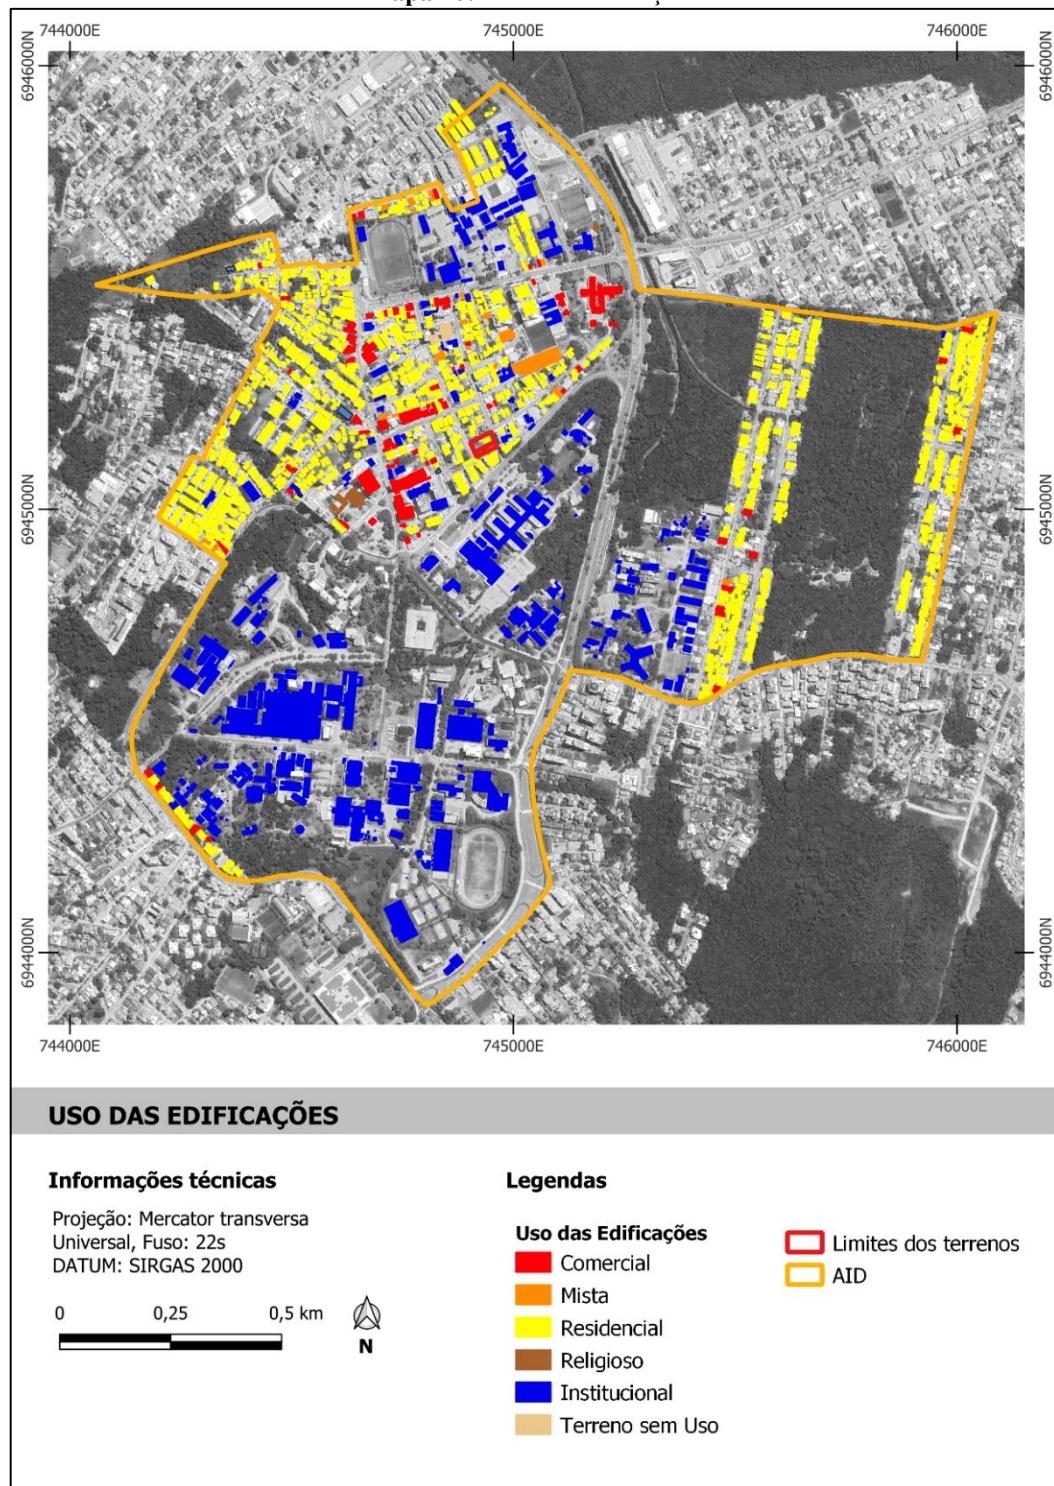 744000E 745000E 746000E
6946000N 6946000N
6945000N 6945000N
6944000N 6944000N
744000E 745000E 746000E
USO DAS EDIFICAÇÕES
Informações técnicas
Projeção: Mercator transversa
Universal, Fuso: 22s
DATUM: SIRGAS 2000
0 0,25 0,5 km
N
Legendas
Uso das Edificações
Comercial
Mista
Residencial
Religioso
Institucional
Terreno sem Uso
Limites dos terrenos
AID